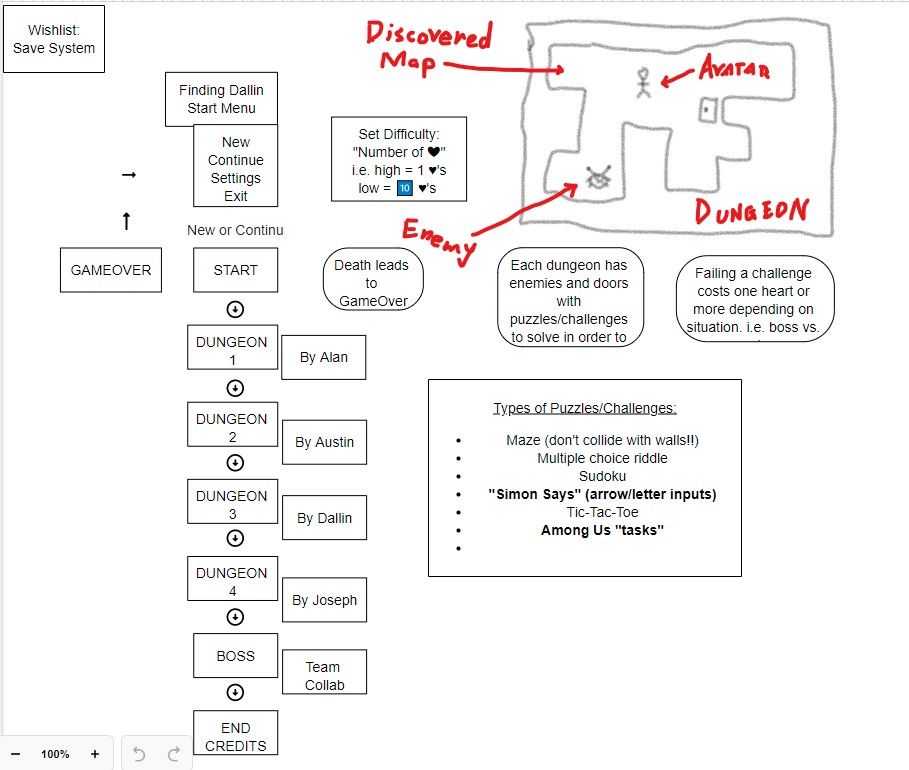 Wishlist:
Save System
Discovered
Map
AVATAR
Finding Dallin
Start Menu
New
Continue
Settings
Exit
Set Difficulty:
"Number of ♥"
i.e. high = 1 ♥'s
low = 10 ♥'s
DUNGEON
Enemy
New or Continu
GAMEOVER
START
Death leads
to
GameOver
Each dungeon has
enemies and doors
with
puzzles/challenges
to solve in order to
Failing a challenge
costs one heart or
more depending on
situation. i.e. boss vs.
DUNGEON
1
By Alan
DUNGEON
2
By Austin
DUNGEON
3
By Dallin
DUNGEON
4
By Joseph
BOSS
Team
Collab
END
CREDITS
Types of Puzzles/Challenges:
Maze (don't collide with walls!!)
Multiple choice riddle
Sudoku
"Simon Says" (arrow/letter inputs)
Tic-Tac-Toe
Among Us "tasks"
− 100% +